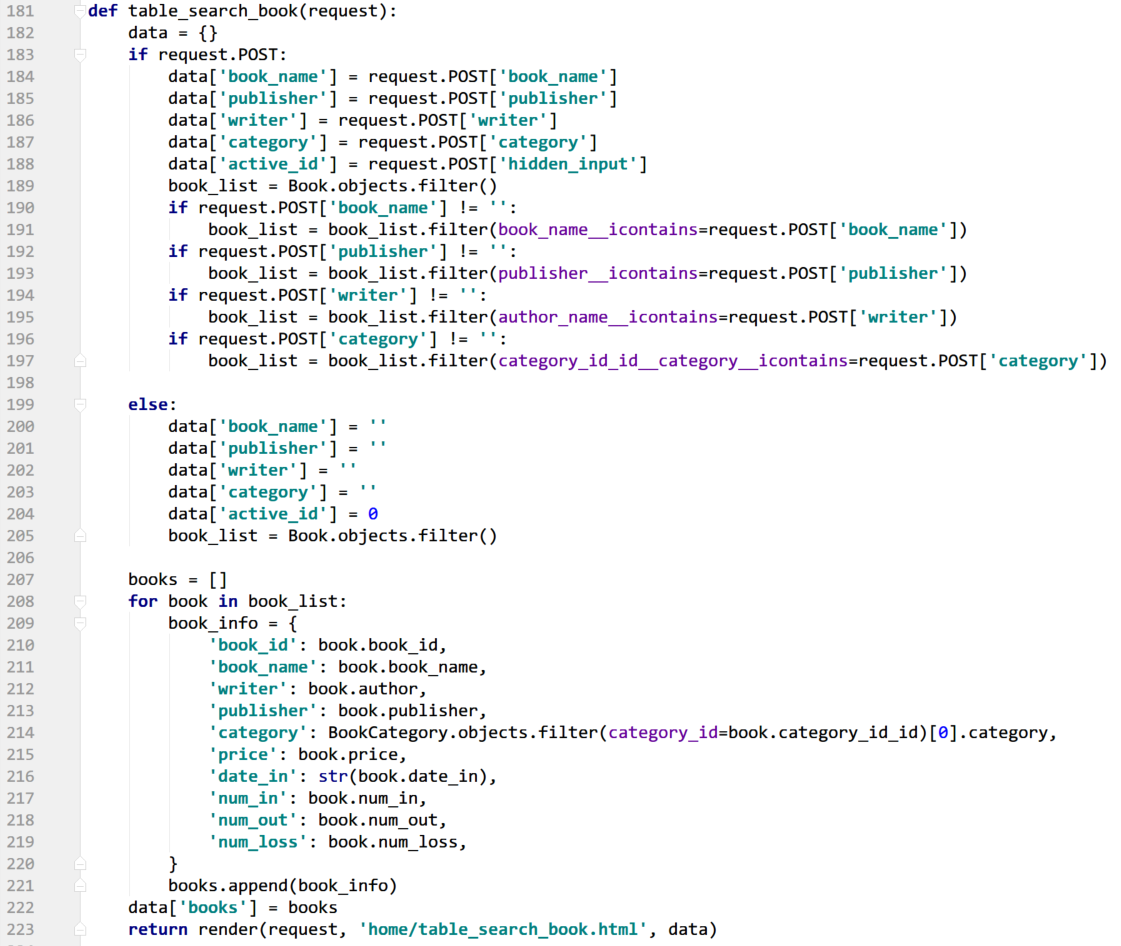 181 def table_search_book(request):
182     data = {}
183     if request.POST:
184         data['book_name'] = request.POST['book_name']
185         data['publisher'] = request.POST['publisher']
186         data['writer'] = request.POST['writer']
187         data['category'] = request.POST['category']
188         data['active_id'] = request.POST['hidden_input']
189         book_list = Book.objects.filter()
190         if request.POST['book_name'] != '':
191             book_list = book_list.filter(book_name__icontains=request.POST['book_name'])
192         if request.POST['publisher'] != '':
193             book_list = book_list.filter(publisher__icontains=request.POST['publisher'])
194         if request.POST['writer'] != '':
195             book_list = book_list.filter(author_name__icontains=request.POST['writer'])
196         if request.POST['category'] != '':
197             book_list = book_list.filter(category_id_id__category__icontains=request.POST['category'])
198
199     else:
200         data['book_name'] = ''
201         data['publisher'] = ''
202         data['writer'] = ''
203         data['category'] = ''
204         data['active_id'] = 0
205         book_list = Book.objects.filter()
206
207     books = []
208     for book in book_list:
209         book_info = {
210             'book_id': book.book_id,
211             'book_name': book.book_name,
212             'writer': book.author,
213             'publisher': book.publisher,
214             'category': BookCategory.objects.filter(category_id=book.category_id_id)[0].category,
215             'price': book.price,
216             'date_in': str(book.date_in),
217             'num_in': book.num_in,
218             'num_out': book.num_out,
219             'num_loss': book.num_loss,
220         }
221         books.append(book_info)
222     data['books'] = books
223     return render(request, 'home/table_search_book.html', data)